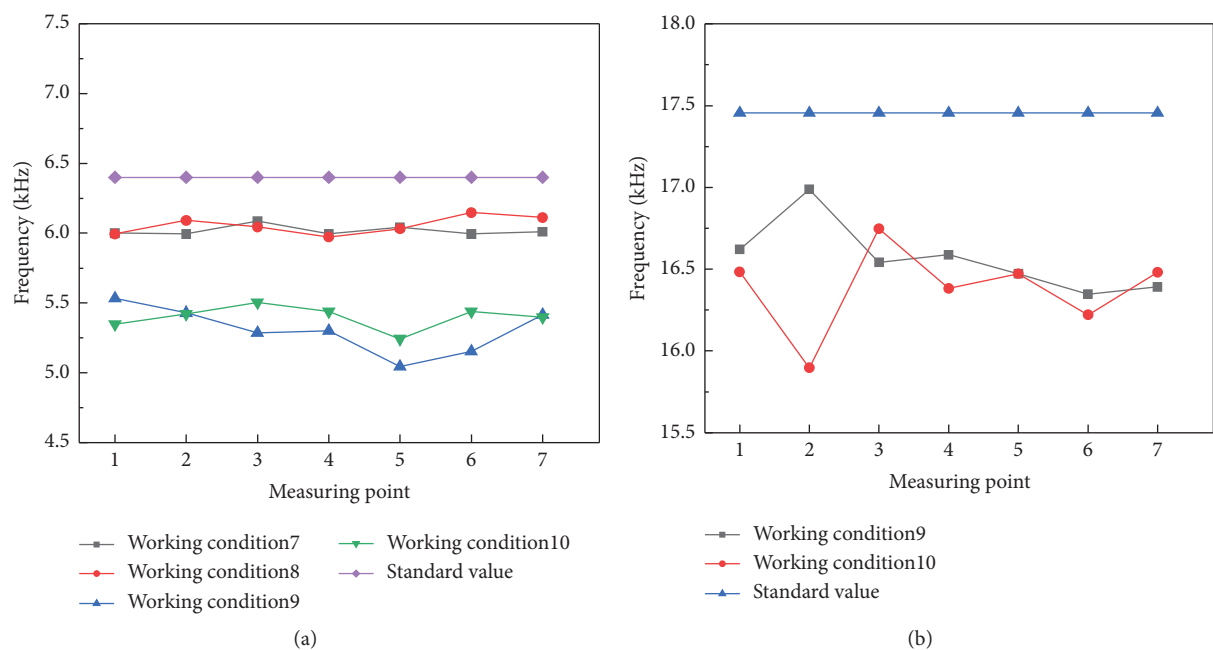 7.5
7.0
6.5
6.0
5.5
5.0
4.5
Frequency (kHz)
1 2 3 4 5 6 7
Measuring point
Working condition7
Working condition8
Working condition9
Working condition10
Standard value
(a)
18.0
17.5
17.0
16.5
16.0
15.5
Frequency (kHz)
1 2 3 4 5 6 7
Measuring point
Working condition9
Working condition10
Standard value
(b)